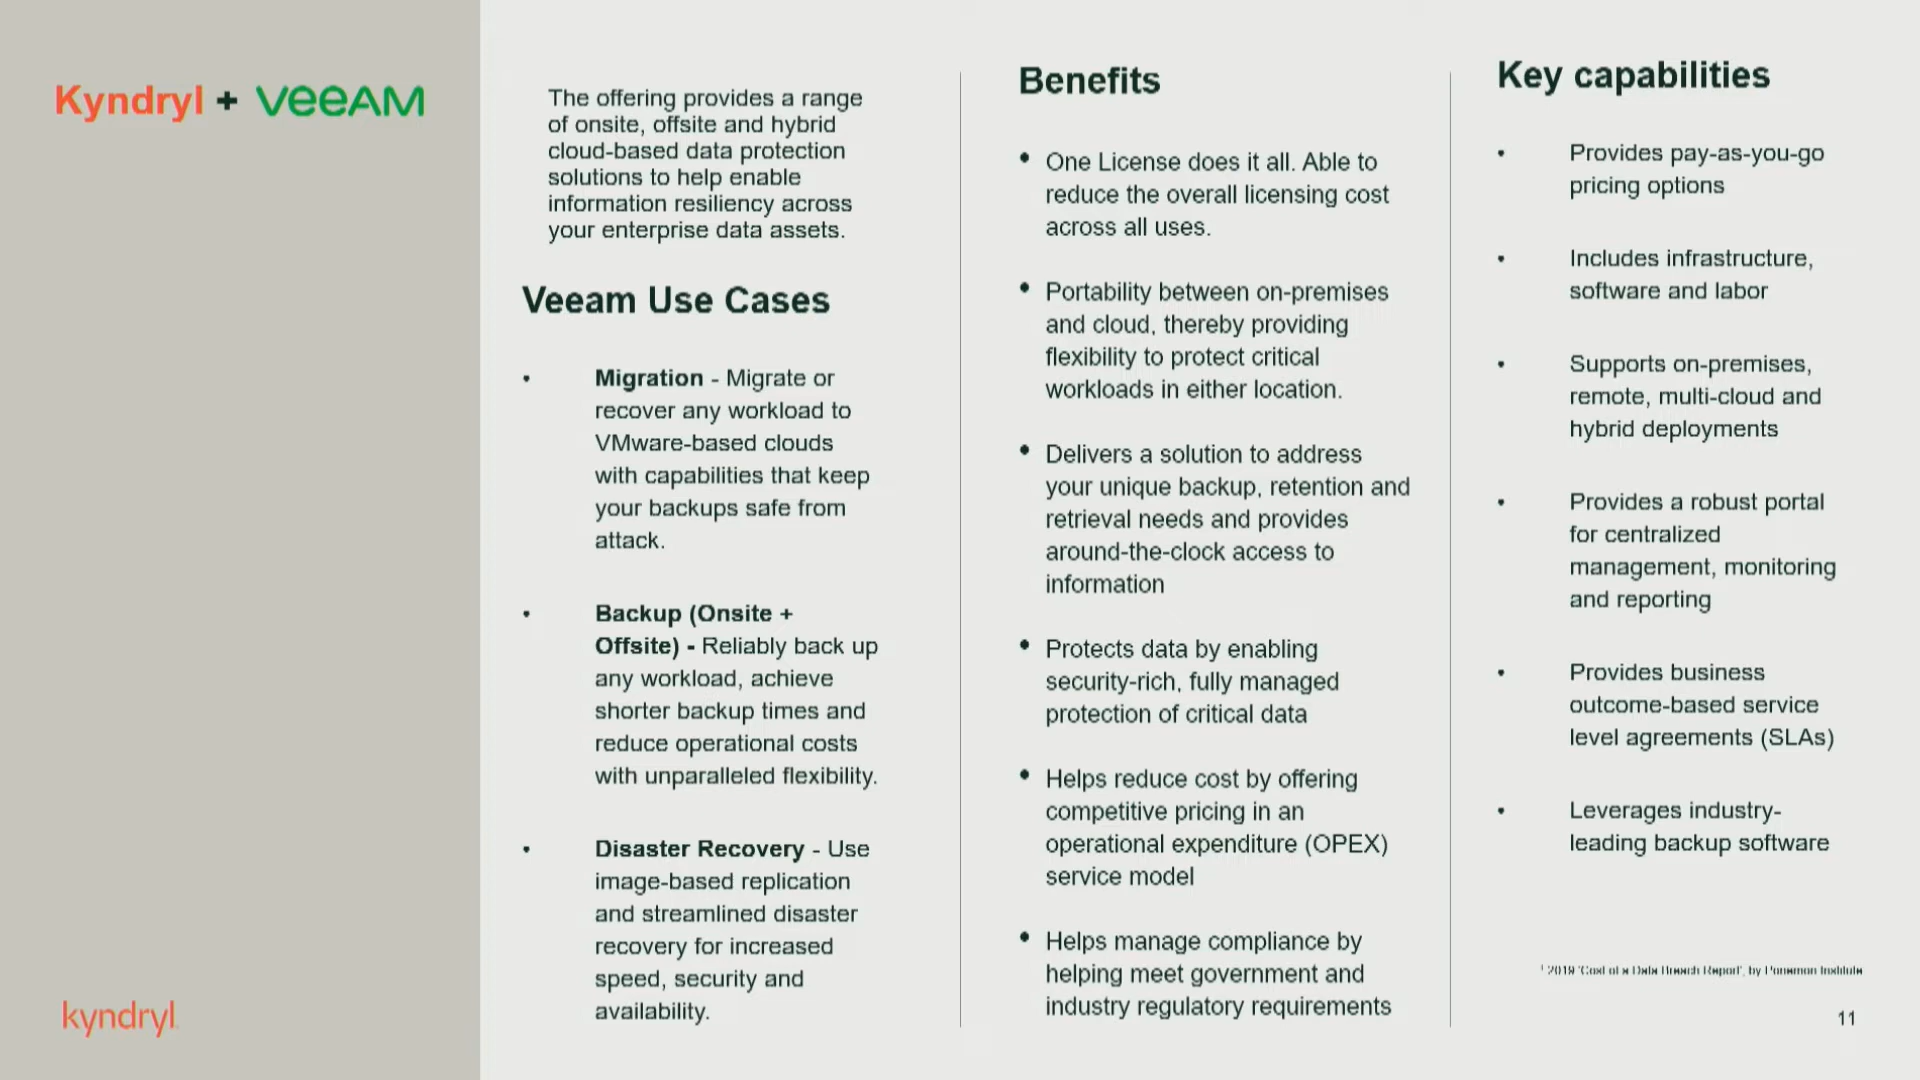 Kyndryl + veeAM
The offering provides a range
of onsite, offsite and hybrid
cloud-based data protection
solutions to help enable
information resiliency across
your enterprise data assets.
Veeam Use Cases
• Migration - Migrate or
recover any workload to
VMware-based clouds
with capabilities that keep
your backups safe from
attack.
• Backup (Onsite +
Offsite) - Reliably back up
any workload, achieve
shorter backup times and
reduce operational costs
with unparalleled flexibility.
• Disaster Recovery - Use
image-based replication
and streamlined disaster
recovery for increased
speed, security and
availability.
Benefits
• One License does it all. Able to
reduce the overall licensing cost
across all uses.
• Portability between on-premises
and cloud, thereby providing
flexibility to protect critical
workloads in either location.
• Delivers a solution to address
your unique backup, retention and
retrieval needs and provides
around-the-clock access to
information
• Protects data by enabling
security-rich, fully managed
protection of critical data
• Helps reduce cost by offering
competitive pricing in an
operational expenditure (OPEX)
service model
• Helps manage compliance by
helping meet government and
industry regulatory requirements
Key capabilities
• Provides pay-as-you-go
pricing options
• Includes infrastructure,
software and labor
• Supports on-premises,
remote, multi-cloud and
hybrid deployments
• Provides a robust portal
for centralized
management, monitoring
and reporting
• Provides business
outcome-based service
level agreements (SLAs)
• Leverages industry-
leading backup software
¹ 2019 'Cost of a Data Breach Report', by Ponemon Institute
kyndryl
11